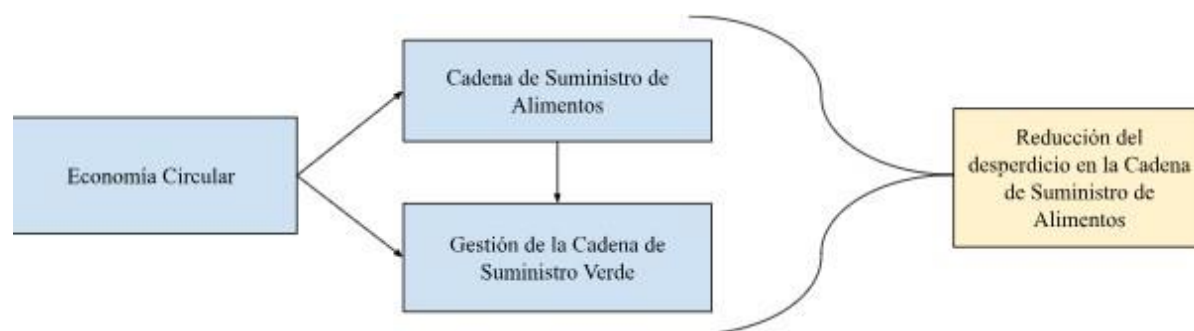 Economía Circular
Cadena de Suministro de
Alimentos
Gestión de la Cadena de
Suministro Verde
Reducción del
desperdicio en la Cadena
de Suministro de
Alimentos